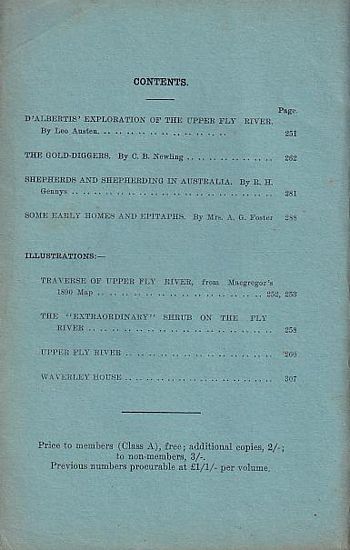 CONTENTS.
Page.
D'ALBERTIS' EXPLORATION OF THE UPPER FLY RIVER.
By Leo Austen. .. .. .. .. .. .. .. .. .. .. 251
THE GOLD-DIGGERS. By C. B. Newling .. .. .. .. .. .. 262
SHEPHERDS AND SHEPHERDING IN AUSTRALIA. By R. H.
Gennys .. .. .. .. .. .. .. .. .. .. .. .. .. 281
SOME EARLY HOMES AND EPITAPHS. By Mrs. A. G. Foster 288
ILLUSTRATIONS:—
TRAVERSE OF UPPER FLY RIVER, from Macgregor's
1890 Map .. .. .. .. .. .. .. .. .. .. .. 252, 253
THE "EXTRAORDINARY" SHRUB ON THE FLY
RIVER .. .. .. .. .. .. .. .. .. .. .. .. 258
UPPER FLY RIVER .. .. .. .. .. .. .. .. .. 260
WAVERLEY HOUSE .. .. .. .. .. .. .. .. .. 307
Price to members (Class A), free; additional copies, 2/-;
to non-members, 3/-.
Previous numbers procurable at £1/1/- per volume.